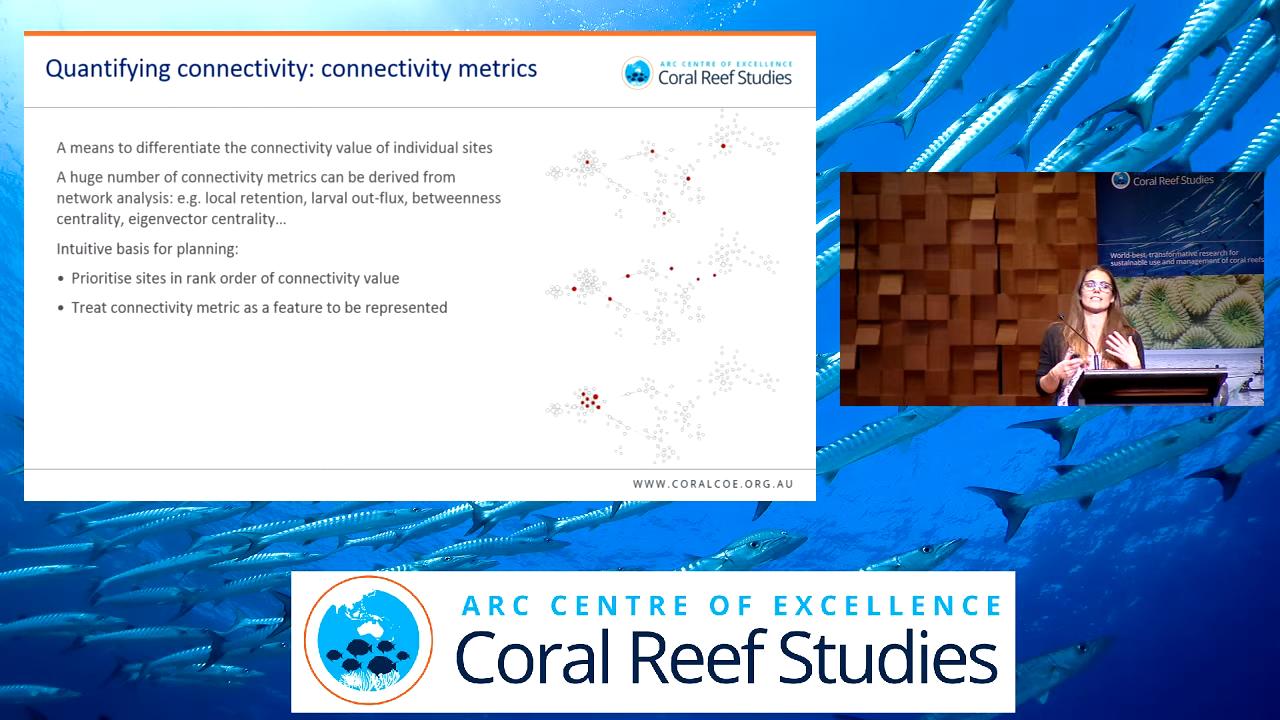 Quantifying connectivity: connectivity metrics
ARC CENTRE OF EXCELLENCE
Coral Reef Studies
A means to differentiate the connectivity value of individual sites
A huge number of connectivity metrics can be derived from
network analysis: e.g. local retention, larval out-flux, betweenness
centrality, eigenvector centrality...
Intuitive basis for planning:
• Prioritise sites in rank order of connectivity value
• Treat connectivity metric as a feature to be represented
WWW.CORALCOE.ORG.AU
Coral Reef Studies
World-best, transformative research for
sustainable use and management of coral reefs
ARC CENTRE OF EXCELLENCE
Coral Reef Studies